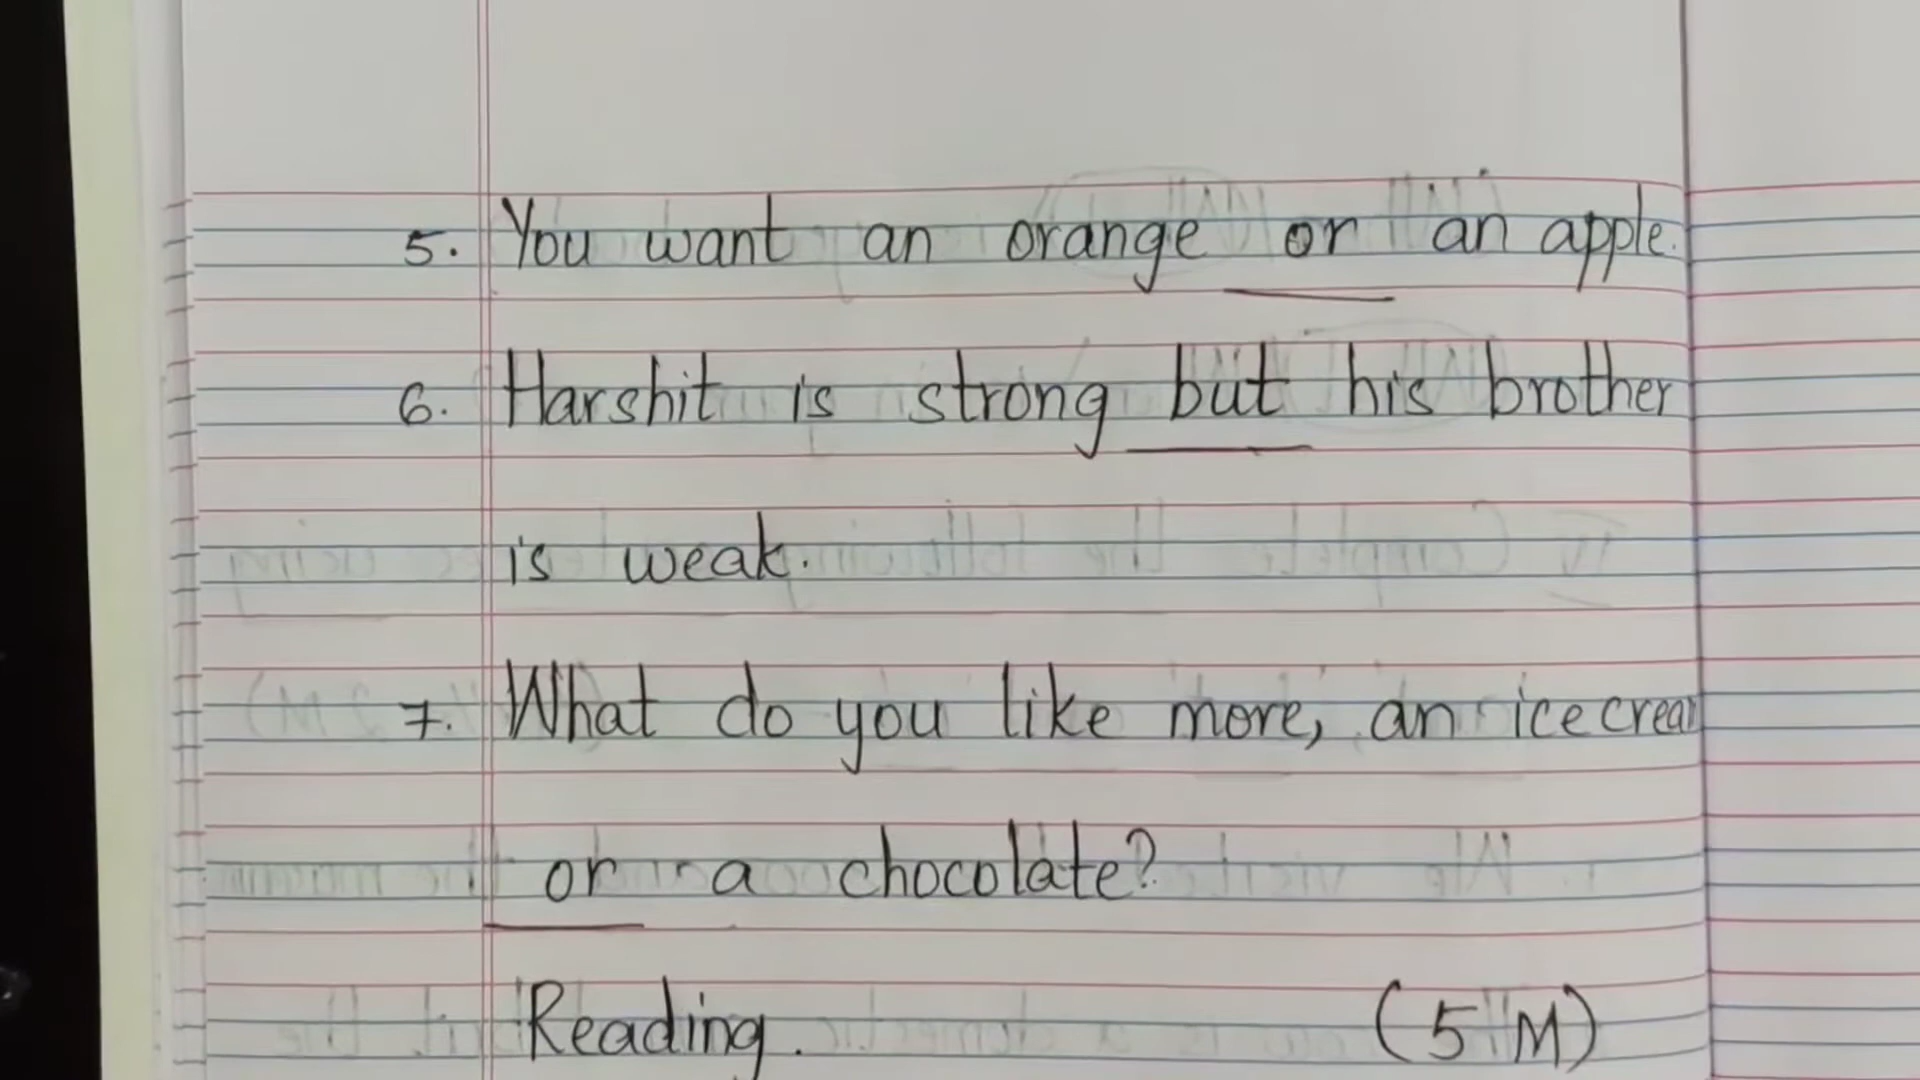 5. You want an orange or an apple.
6. Harshit is strong but his brother
is weak.
7. What do you like more, an ice cream
or a chocolate?
Reading. (5 M)